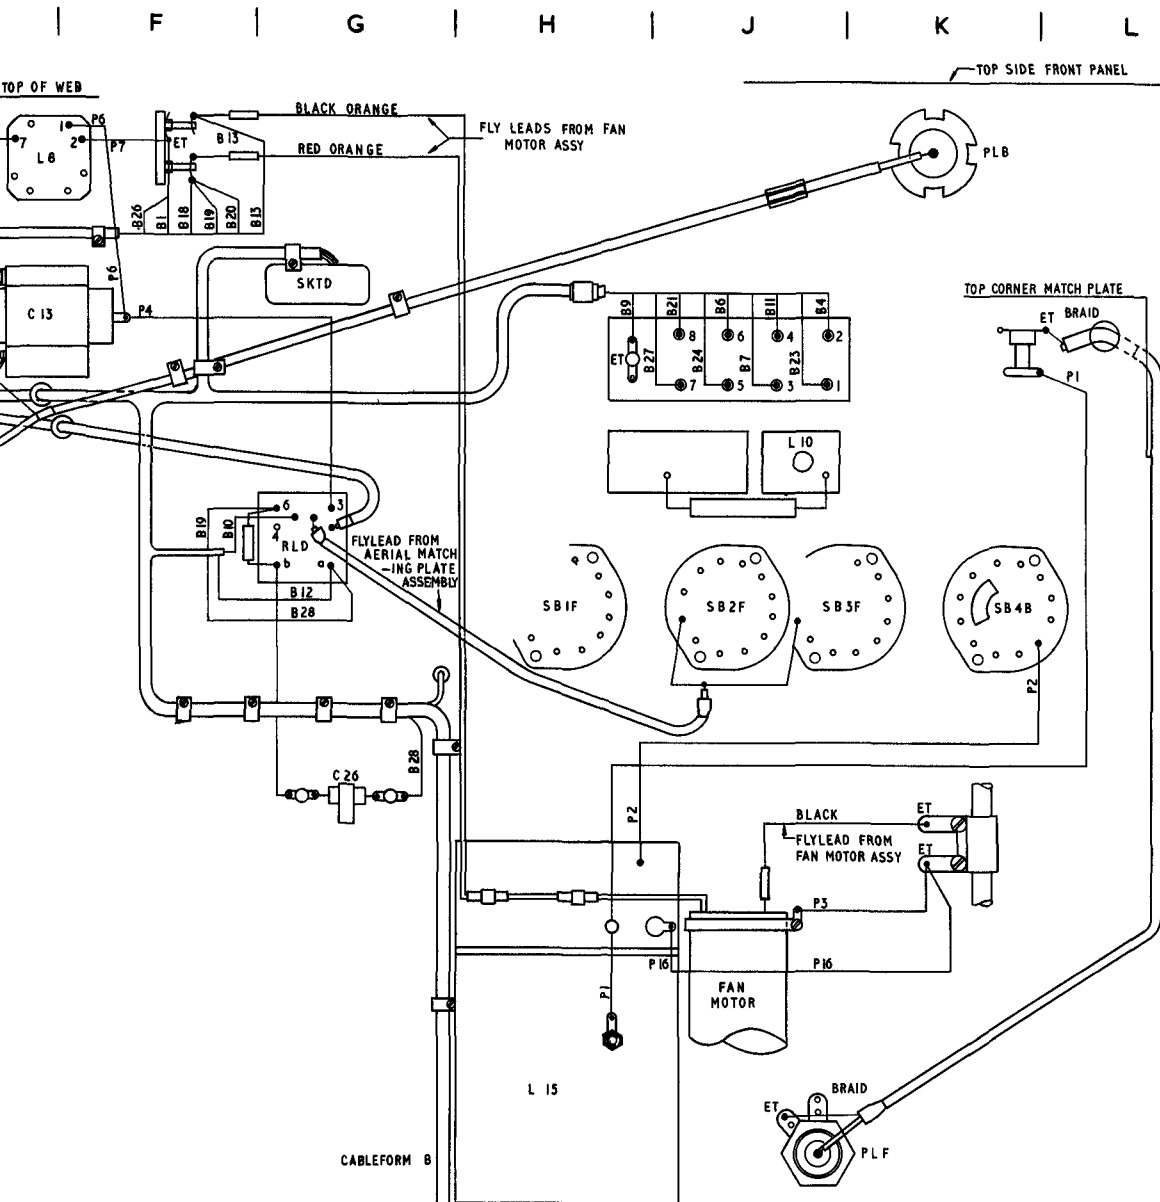 F G H J K L
TOP SIDE FRONT PANEL
TOP OF WEB
BLACK ORANGE
1 P6
7 2 P7 ET B13
L8
FLY LEADS FROM FAN
MOTOR ASSY
RED ORANGE
PLB
B26 B1 B18 B19 B20 B13
P6
SKTD
C13
P4
TOP CORNER MATCH PLATE
ET BRAID
P1
B9 B21 B6 B11 B4
8 6 4 2
ET B27 B24 B7 B23
7 5 3 1
L10
6 3
B19 B10
4 RLD
b a
B12
B28
FLYLEAD FROM
AERIAL MATCH
-ING PLATE
ASSEMBLY
SB1F SB2F SB3F SB4B
P2
B28
C26
P2
BLACK
FLYLEAD FROM
FAN MOTOR ASSY
ET
ET
P3
P16 P16
P1
FAN
MOTOR
L15
BRAID
ET
PLF
CABLEFORM B